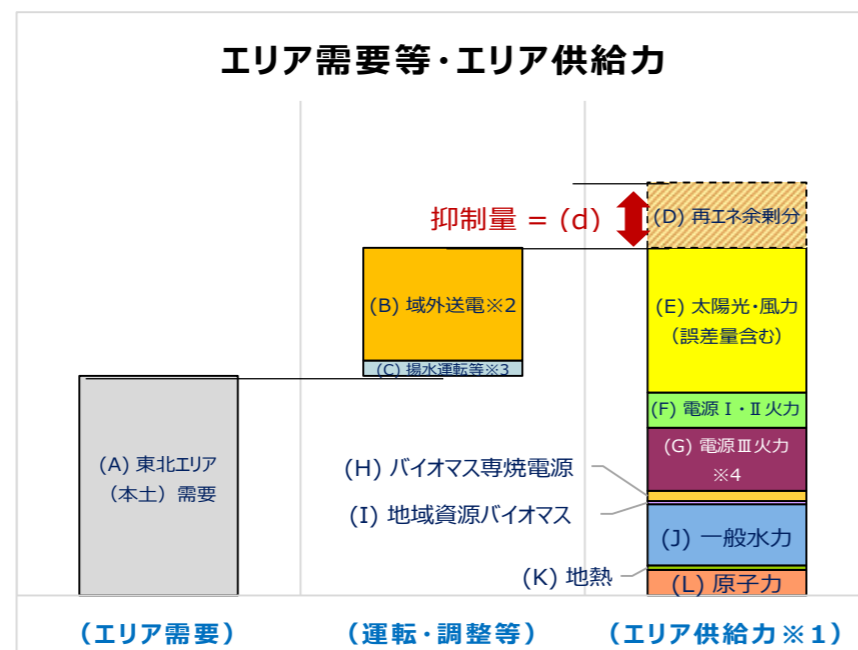 エリア需要等・エリア供給力
抑制量 = (d)
(D) 再エネ余剰分
(B) 域外送電※2
(E) 太陽光・風力
（誤差量含む）
(C) 揚水運転等※3
(F) 電源Ⅰ・Ⅱ火力
(A) 東北エリア
（本土）需要
(G) 電源Ⅲ火力
※4
(H) バイオマス専焼電源
(I) 地域資源バイオマス
(J) 一般水力
(K) 地熱
(L) 原子力
（エリア需要）
（運転・調整等）
（エリア供給力※1）